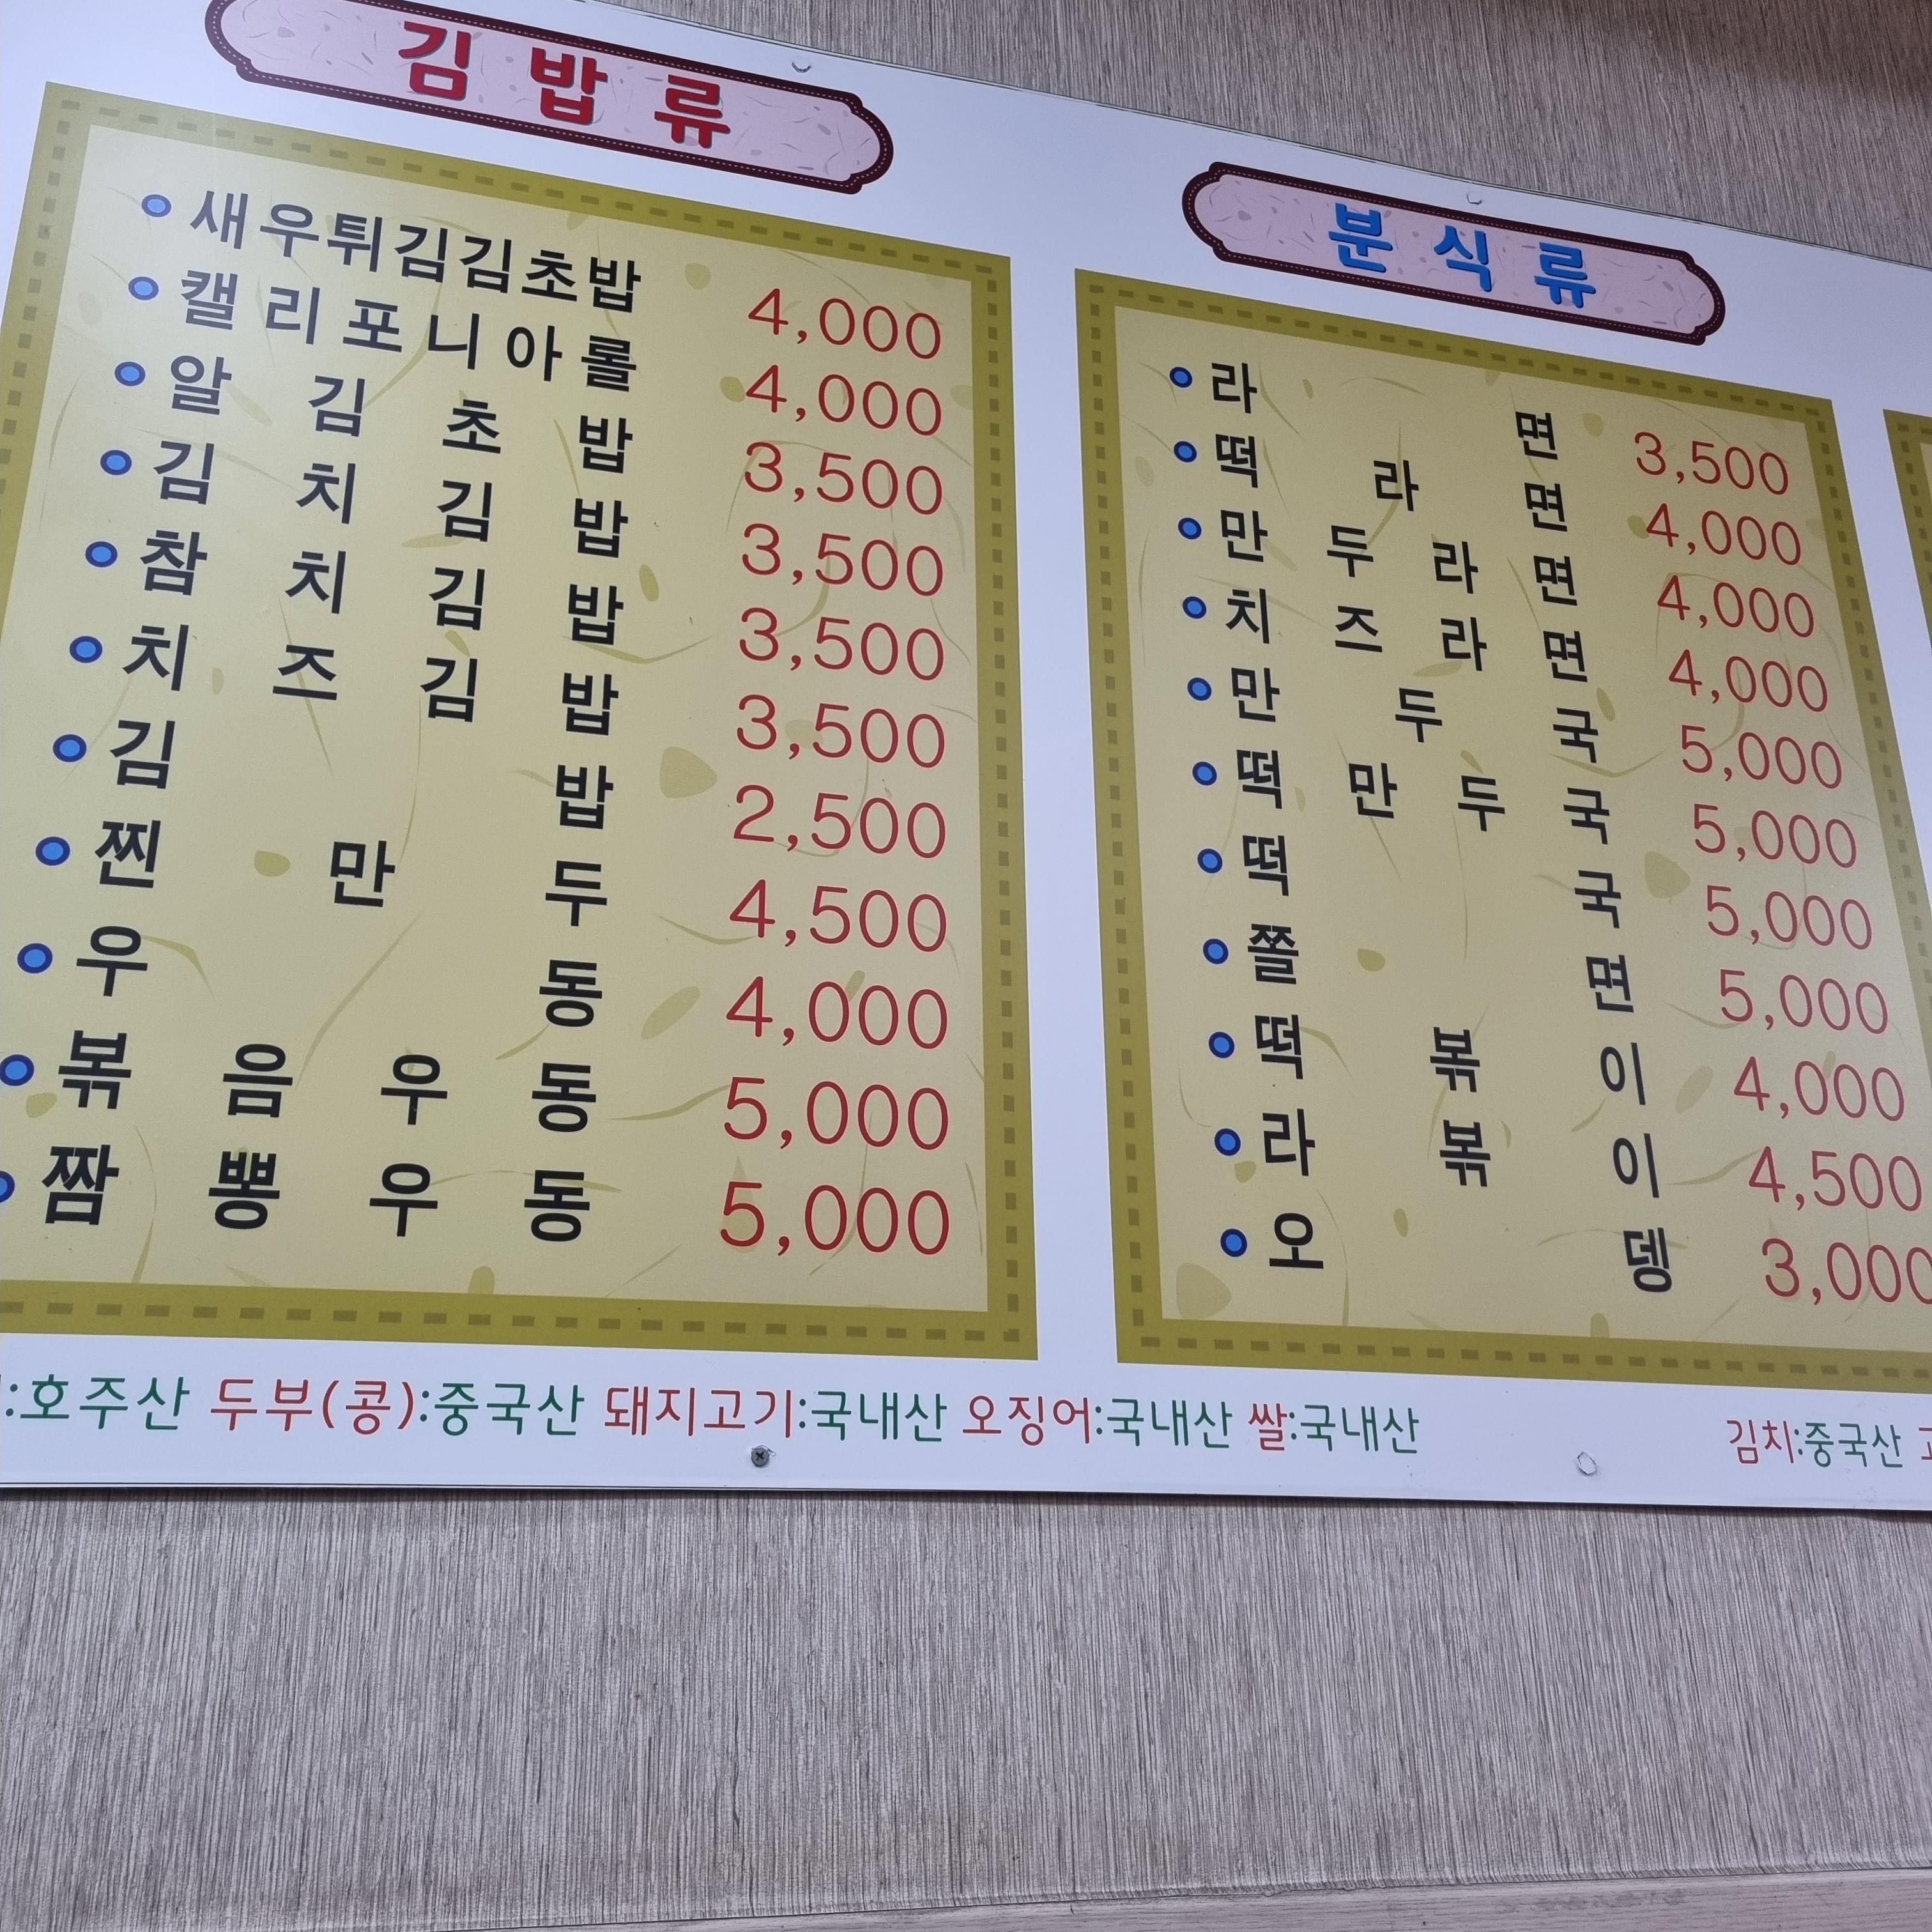 김밥류
새우튀김김초밥 4,000
캘리포니아롤 4,000
알김초밥 3,500
김치김밥 3,500
참치김밥 3,500
치즈김밥 3,500
김밥 2,500
찐만두 4,500
우동 4,000
볶음우동 5,000
짬뽕우동 5,000
분식류
라면 3,500
떡라면 4,000
만두라면 4,000
치즈라면 4,000
만두국 5,000
떡만두국 5,000
떡국 5,000
쫄면 5,000
떡볶이 4,000
라볶이 4,500
오뎅 3,000
:호주산 두부(콩):중국산 돼지고기:국내산 오징어:국내산 쌀:국내산
김치:중국산